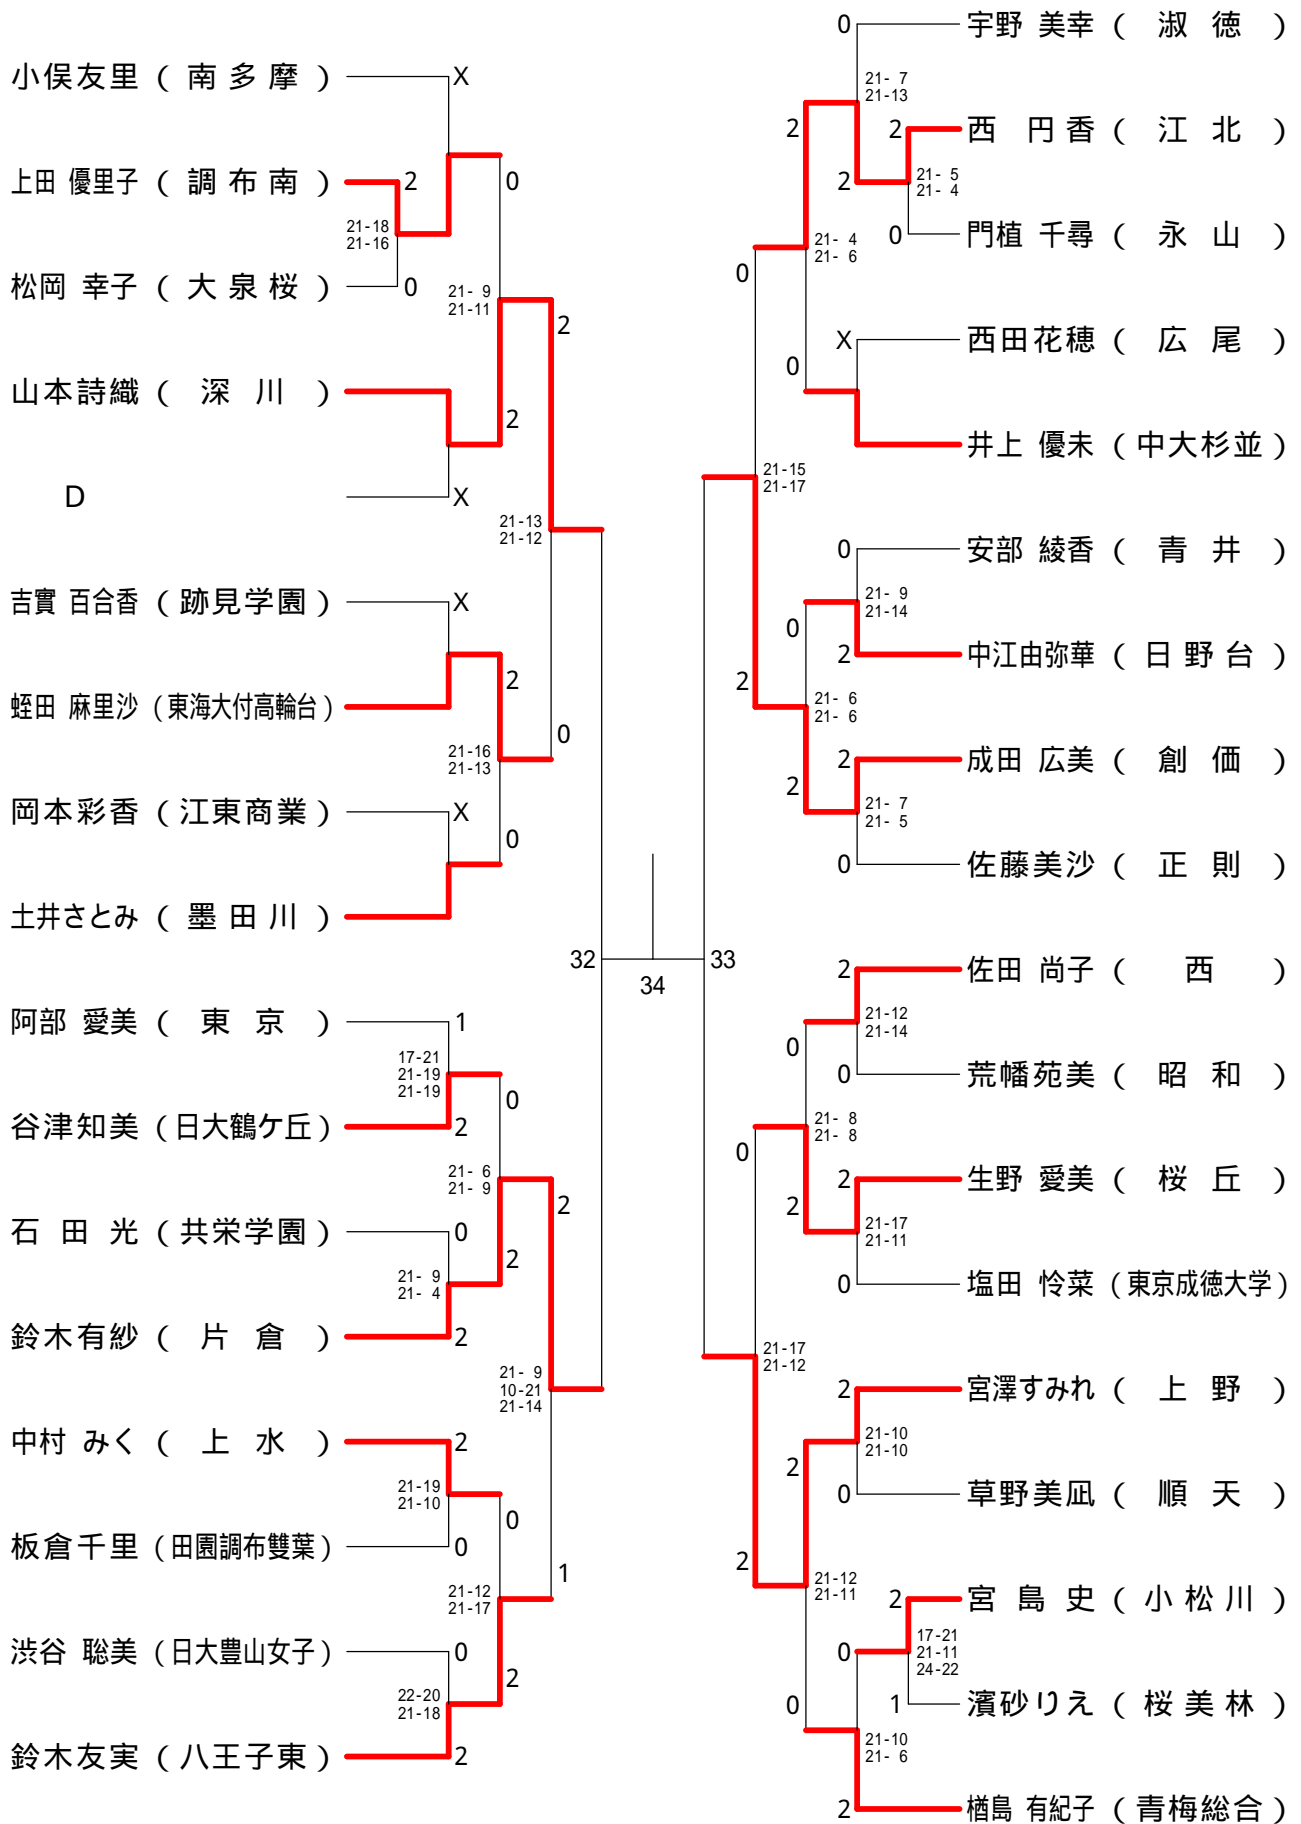 小俣友里 ( 南多摩 )
X
上田 優里子 ( 調布南 )
2
0
21-18
21-16
松岡 幸子 ( 大泉桜 )
0
21- 9
21-11
2
山本詩織 ( 深川 )
2
D
X
21-13
21-12
吉實 百合香 ( 跡見学園 )
X
2
蛭田 麻里沙 ( 東海大付高輪台 )
0
21-16
21-13
岡本彩香 ( 江東商業 )
X
0
土井さとみ ( 墨田川 )
32
34
33
阿部 愛美 ( 東京 )
1
17-21
21-19
21-19
0
谷津知美 ( 日大鶴ケ丘 )
2
21- 6
21- 9
2
石田光 ( 共栄学園 )
0
2
21- 9
21- 4
鈴木有紗 ( 片倉 )
2
21- 9
10-21
21-14
中村 みく ( 上水 )
2
21-19
21-10
0
板倉千里 ( 田園調布雙葉 )
0
1
21-12
21-17
渋谷 聡美 ( 日大豊山女子 )
0
2
22-20
21-18
鈴木友実 ( 八王子東 )
2
0
宇野 美幸 ( 淑徳 )
21- 7
21-13
2
2
西 円香 ( 江北 )
2
21- 5
21- 4
0
門植 千尋 ( 永山 )
21- 4
21- 6
0
X
西田花穂 ( 広尾 )
0
井上 優未 ( 中大杉並 )
21-15
21-17
0
安部 綾香 ( 青井 )
21- 9
21-14
0
2
中江由弥華 ( 日野台 )
2
21- 6
21- 6
2
成田 広美 ( 創価 )
2
21- 7
21- 5
0
佐藤美沙 ( 正則 )
2
佐田 尚子 ( 西 )
21-12
21-14
0
0
荒幡苑美 ( 昭和 )
21- 8
21- 8
0
2
生野 愛美 ( 桜丘 )
2
21-17
21-11
0
塩田 怜菜 ( 東京成徳大学 )
21-17
21-12
2
宮澤すみれ ( 上野 )
21-10
21-10
2
0
草野美凪 ( 順天 )
2
21-12
21-11
2
宮島史 ( 小松川 )
0
17-21
21-11
24-22
0
1
濱砂りえ ( 桜美林 )
21-10
21- 6
2
楢島 有紀子 ( 青梅総合 )